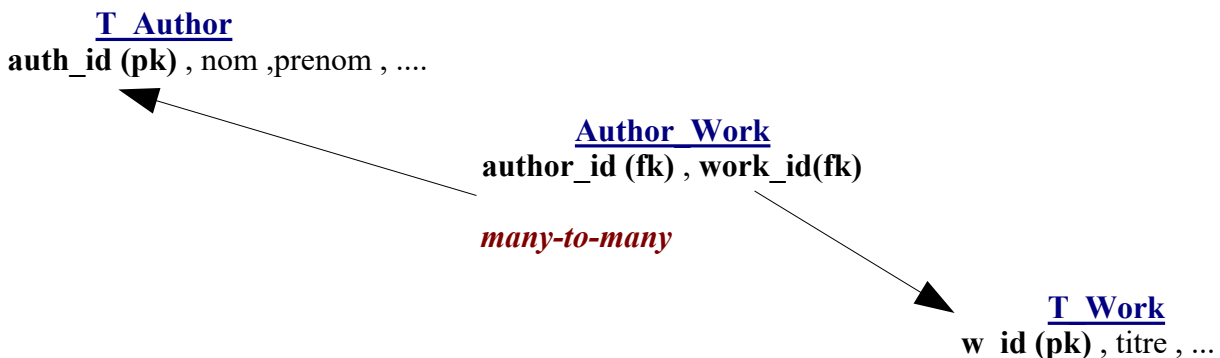 T_Author
auth_id (pk) , nom ,prenom , ....
Author_Work
author_id (fk) , work_id(fk)
many-to-many
T_Work
w_id (pk) , titre , ...